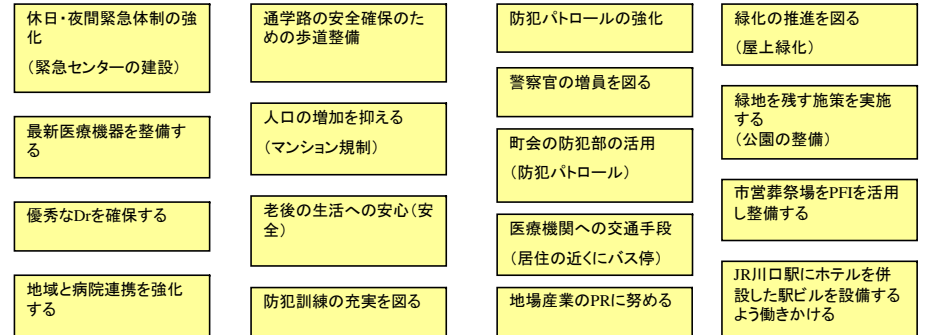 休日・夜間緊急体制の強
化
（緊急センターの建設）
最新医療機器を整備す
る
優秀なDrを確保する
地域と病院連携を強化
する
通学路の安全確保のた
めの歩道整備
人口の増加を抑える
（マンション規制）
老後の生活への安心（安
全）
防犯訓練の充実を図る
防犯パトロールの強化
警察官の増員を図る
町会の防犯部の活用
（防犯パトロール）
医療機関への交通手段
（居住の近くにバス停）
地場産業のPRに努める
緑化の推進を図る
（屋上緑化）
緑地を残す施策を実施
する
（公園の整備）
市営葬祭場をPFIを活用
し整備する
JR川口駅にホテルを併
設した駅ビルを設備する
よう働きかける